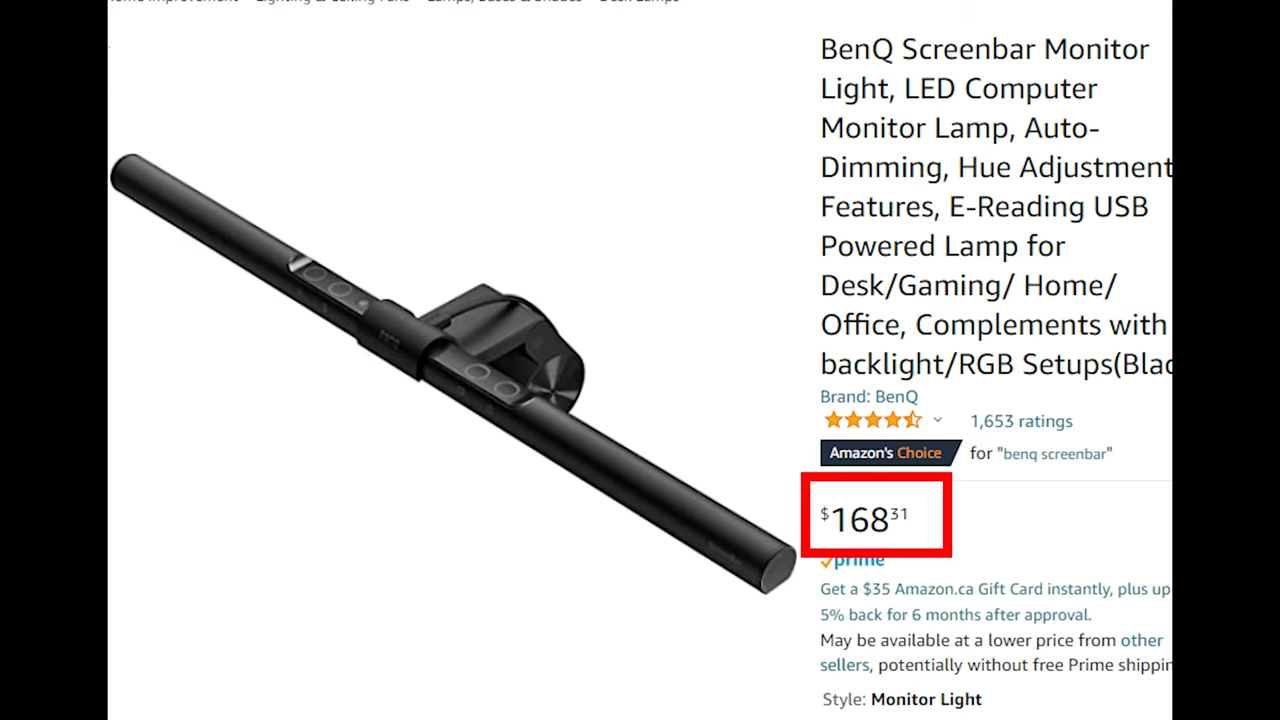 BenQ Screenbar Monitor
Light, LED Computer
Monitor Lamp, Auto-
Dimming, Hue Adjustment
Features, E-Reading USB
Powered Lamp for
Desk/Gaming/ Home/
Office, Complements with
backlight/RGB Setups(Blac
Brand: BenQ
1,653 ratings
Amazon's Choice for "benq screenbar"
$168 31
prime
Get a $35 Amazon.ca Gift Card instantly, plus up
5% back for 6 months after approval.
May be available at a lower price from other
sellers, potentially without free Prime shippin
Style: Monitor Light